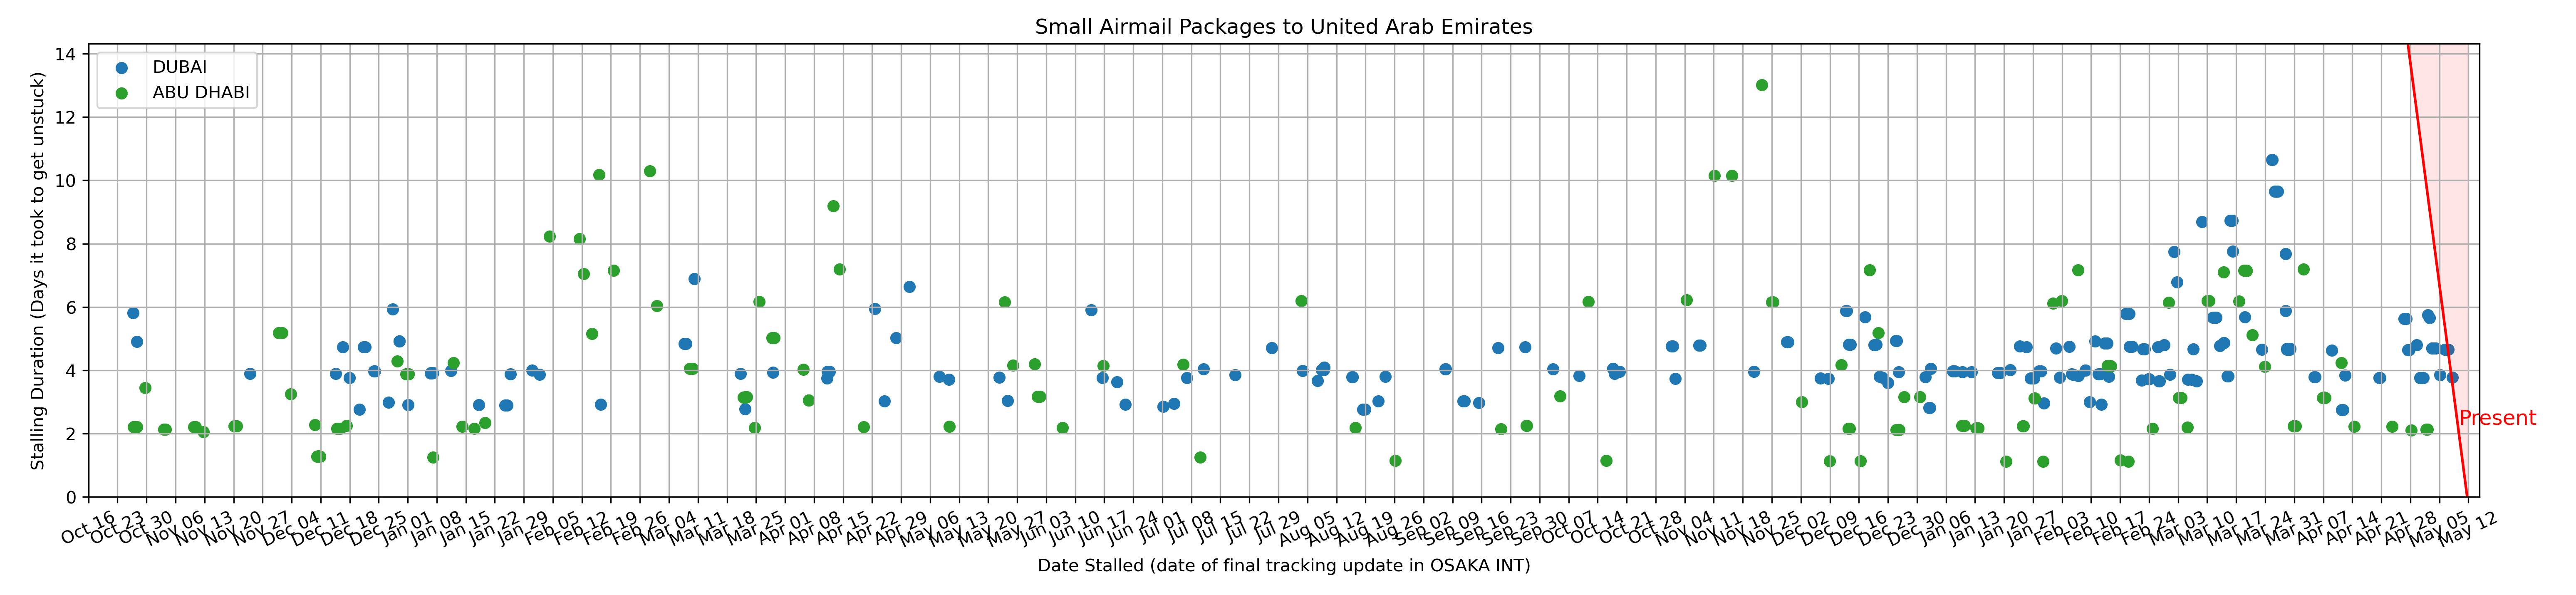 Small Airmail Packages to United Arab Emirates
DUBAI
ABU DHABI
Stalling Duration (Days it took to get unstuck)
14
12
10
8
6
4
2
0
Present
Oct 16
Oct 23
Oct 30
Nov 06
Nov 13
Nov 20
Nov 27
Dec 04
Dec 11
Dec 18
Dec 25
Jan 01
Jan 08
Jan 15
Jan 22
Jan 29
Feb 05
Feb 12
Feb 19
Feb 26
Mar 04
Mar 11
Mar 18
Mar 25
Apr 01
Apr 08
Apr 15
Apr 22
Apr 29
May 06
May 13
May 20
May 27
Jun 03
Jun 10
Jun 17
Jun 24
Jul 01
Jul 08
Jul 15
Jul 22
Jul 29
Aug 05
Aug 12
Aug 19
Aug 26
Sep 02
Sep 09
Sep 16
Sep 23
Sep 30
Oct 07
Oct 14
Oct 21
Oct 28
Nov 04
Nov 11
Nov 18
Nov 25
Dec 02
Dec 09
Dec 16
Dec 23
Dec 30
Jan 06
Jan 13
Jan 20
Jan 27
Feb 03
Feb 10
Feb 17
Feb 24
Mar 03
Mar 10
Mar 17
Mar 24
Mar 31
Apr 07
Apr 14
Apr 21
Apr 28
May 05
May 12
Date Stalled (date of final tracking update in OSAKA INT)